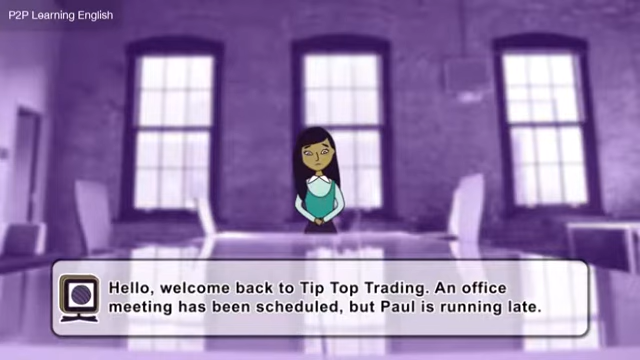 P2P Learning English
Hello, welcome back to Tip Top Trading. An office
meeting has been scheduled, but Paul is running late.